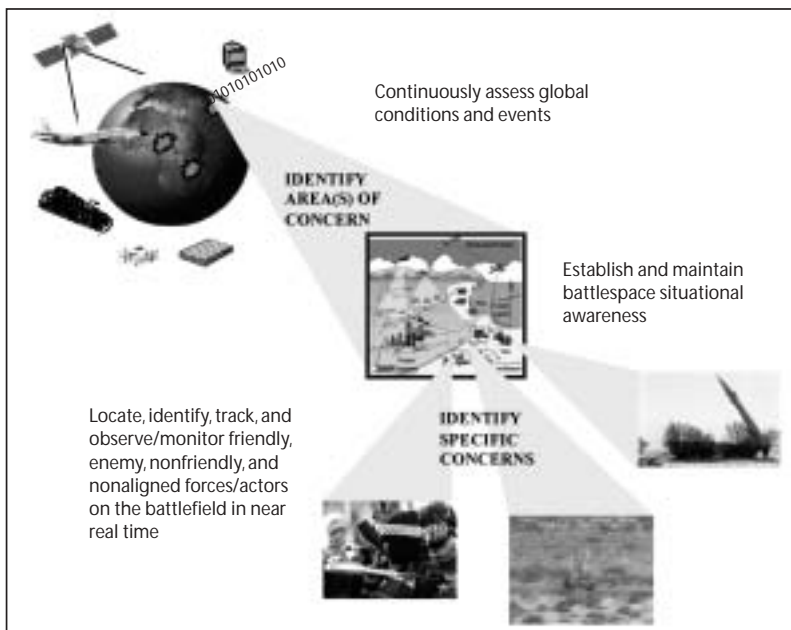 01010101010
Continuously assess global
conditions and events
IDENTIFY
AREA(S) OF
CONCERN
Establish and maintain
battlespace situational
awareness
Locate, identify, track, and
observe/monitor friendly,
enemy, nonfriendly, and
nonaligned forces/actors
on the battlefield in near
real time
IDENTIFY
SPECIFIC
CONCERNS